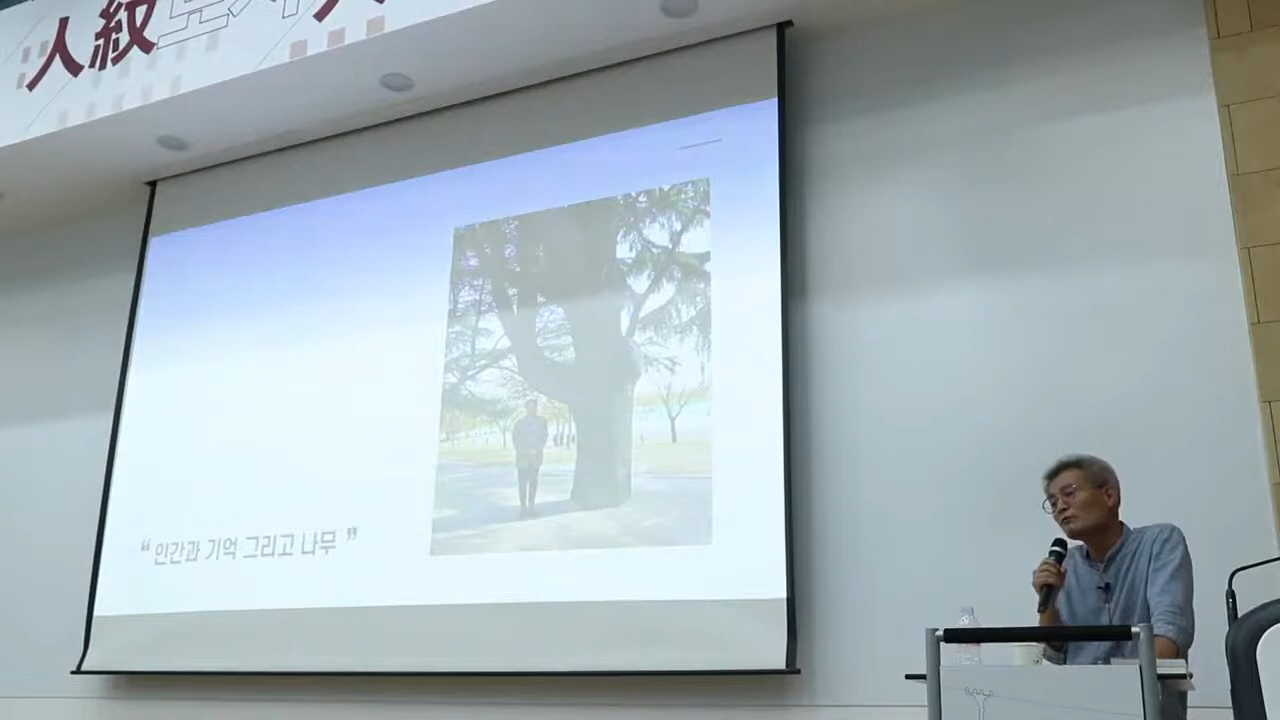 人紋
“ 인간과 기억 그리고 나무 ”